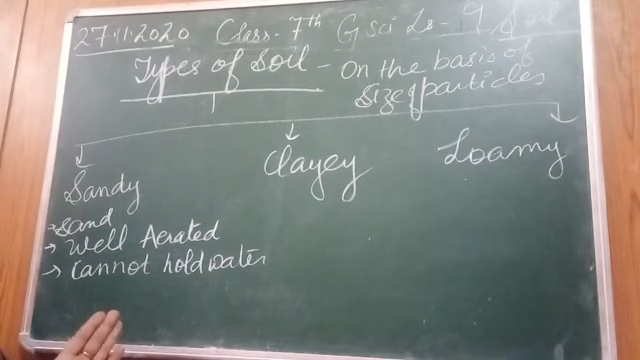 27.11.2020 Class- 7th G Sci Ls- 9 Soil
Types of Soil - On the basis of
size of particles
Sandy Clayey Loamy
→ sand
→ Well Aerated
→ cannot hold water